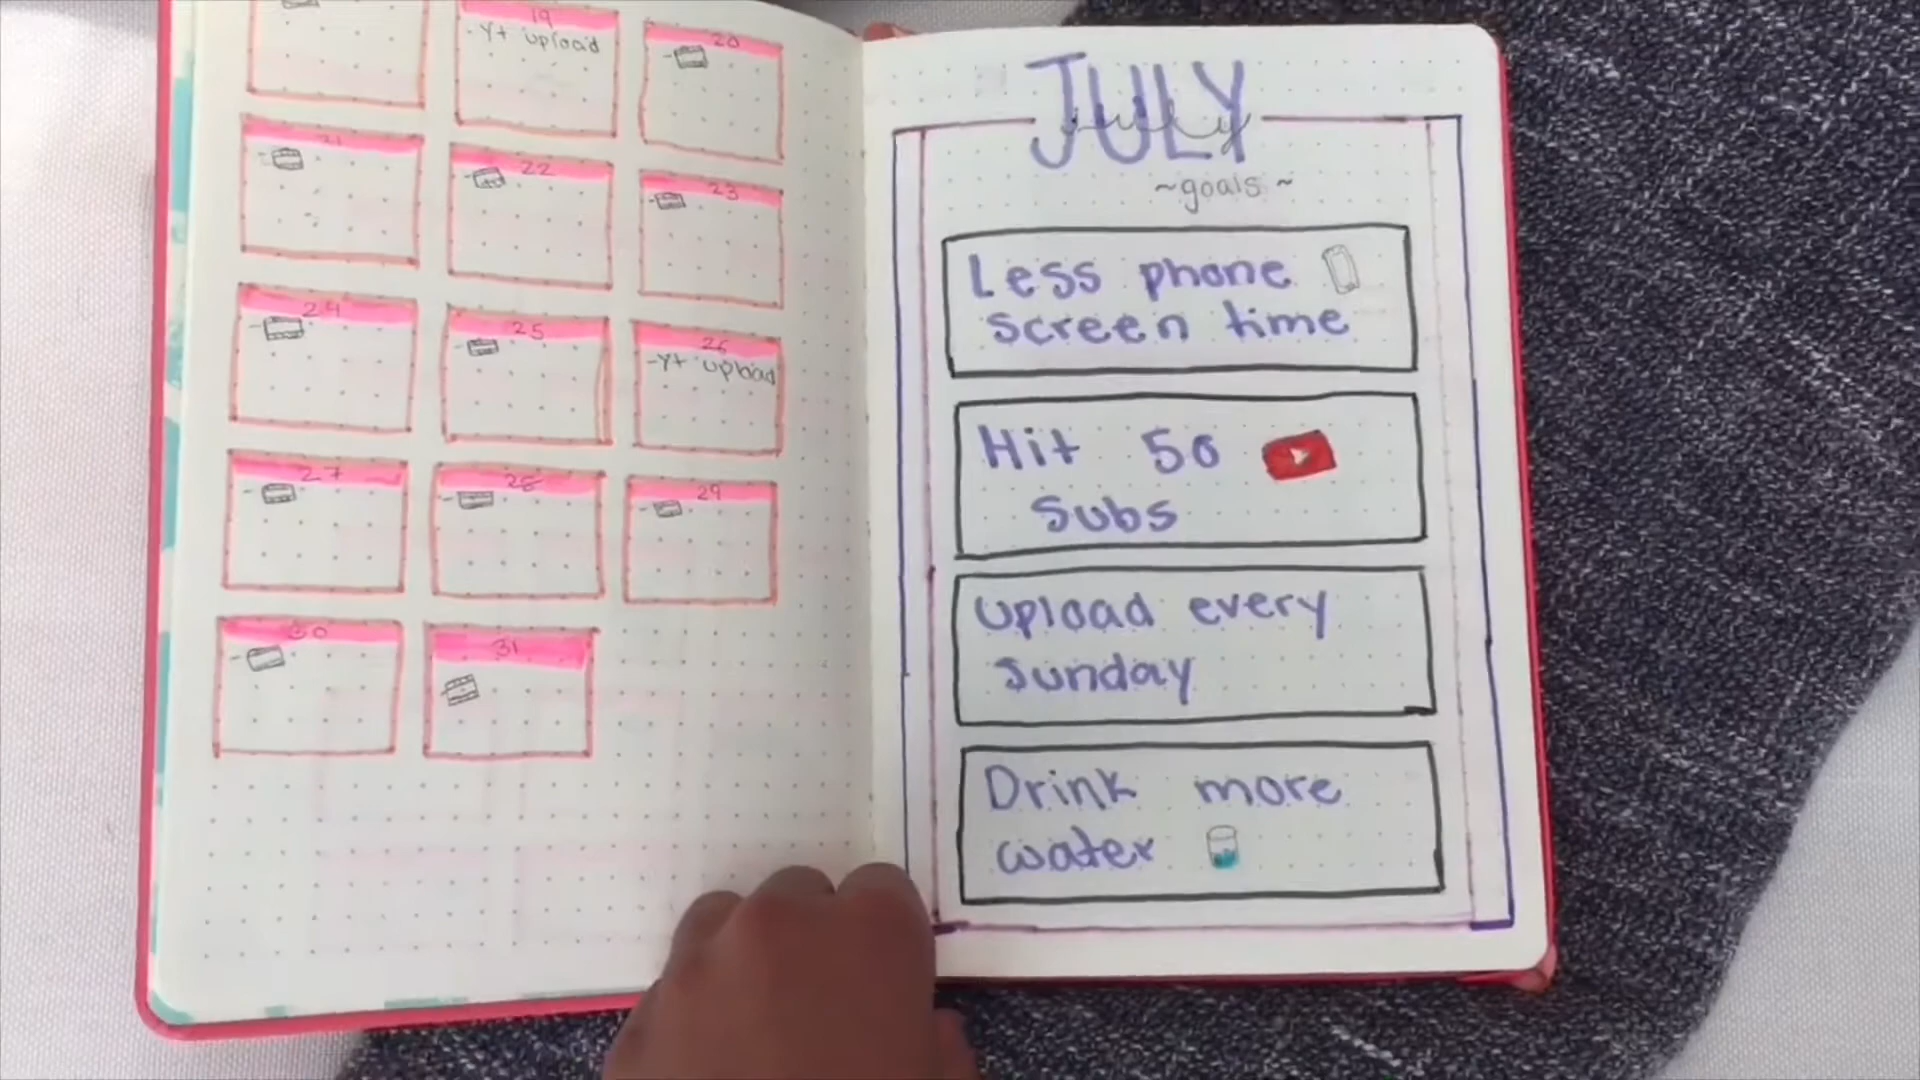 19
- Yt upload
20
21
22
23
24
25
26
- Yt upload
27
28
29
30
31
JULY
July
~goals~
Less phone
screen time
Hit 50
Subs
Upload every
Sunday
Drink more
water